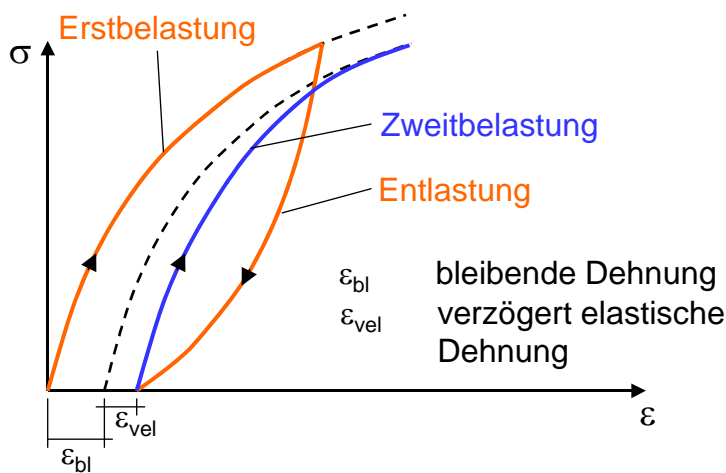 Erstbelastung
σ
Zweitbelastung
Entlastung
εbl bleibende Dehnung
εvel verzögert elastische
Dehnung
ε
εvel
εbl